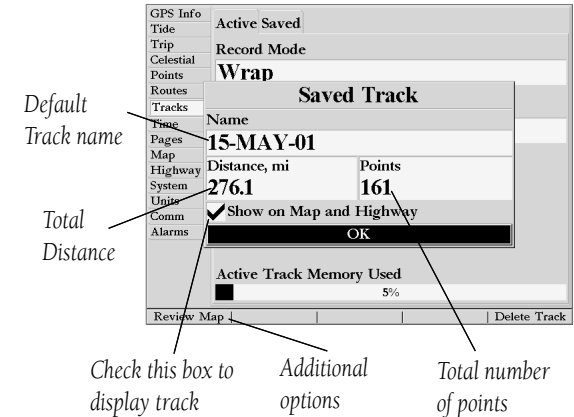 GPS Info
Tide
Trip
Celestial
Points
Routes
Tracks
Time
Pages
Map
Highway
System
Units
Comm
Alarms
Active Saved
Record Mode
Wrap
Saved Track
Name
15-MAY-01
Distance, mi Points
276.1 161
Show on Map and Highway
OK
Active Track Memory Used
5%
Review Map Delete Track
Default
Track name
Total
Distance
Check this box to
display track
Additional
options
Total number
of points